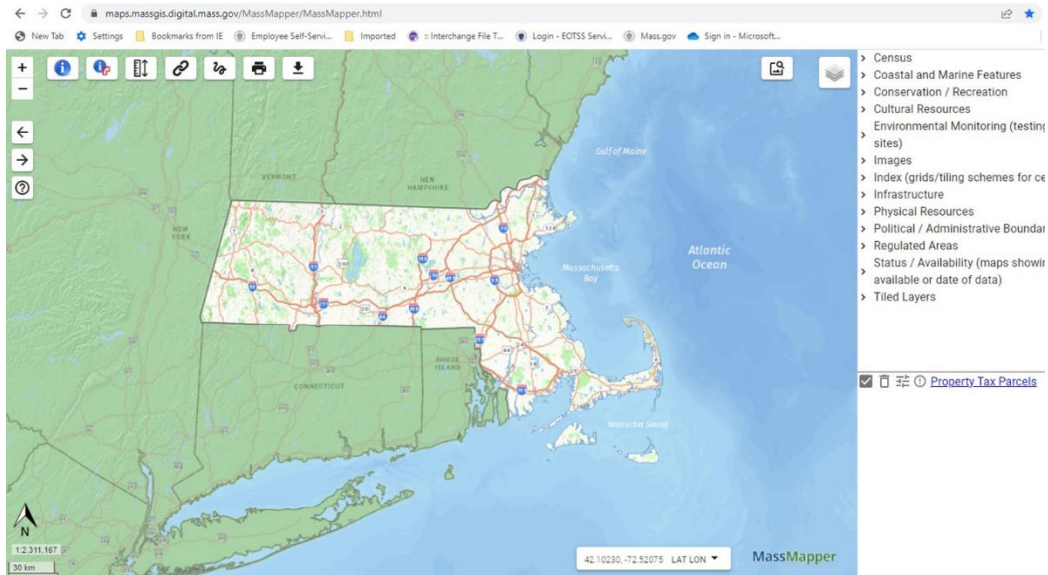 maps.massgis.digital.mass.gov/MassMapper/MassMapper.html
New Tab Settings Bookmarks from IE Employee Self-Servi... Imported :: Interchange File T... Login - EOTSS Servi... Mass.gov Sign in - Microsoft...
Census
Coastal and Marine Features
Conservation / Recreation
Cultural Resources
Environmental Monitoring (testing
sites)
Images
Index (grids/tiling schemes for ce
Infrastructure
Physical Resources
Political / Administrative Boundar
Regulated Areas
Status / Availability (maps showin
available or date of data)
Tiled Layers
Property Tax Parcels
Gulf of Maine
VERMONT
NEW
HAMPSHIRE
NEW
YORK
Atlantic
Ocean
Massachusetts
Bay
RHODE
ISLAND
CONNECTICUT
Nantucket Sound
N
1:2,311,167
30 km
42.10230, -72.52075 LAT LON
MassMapper